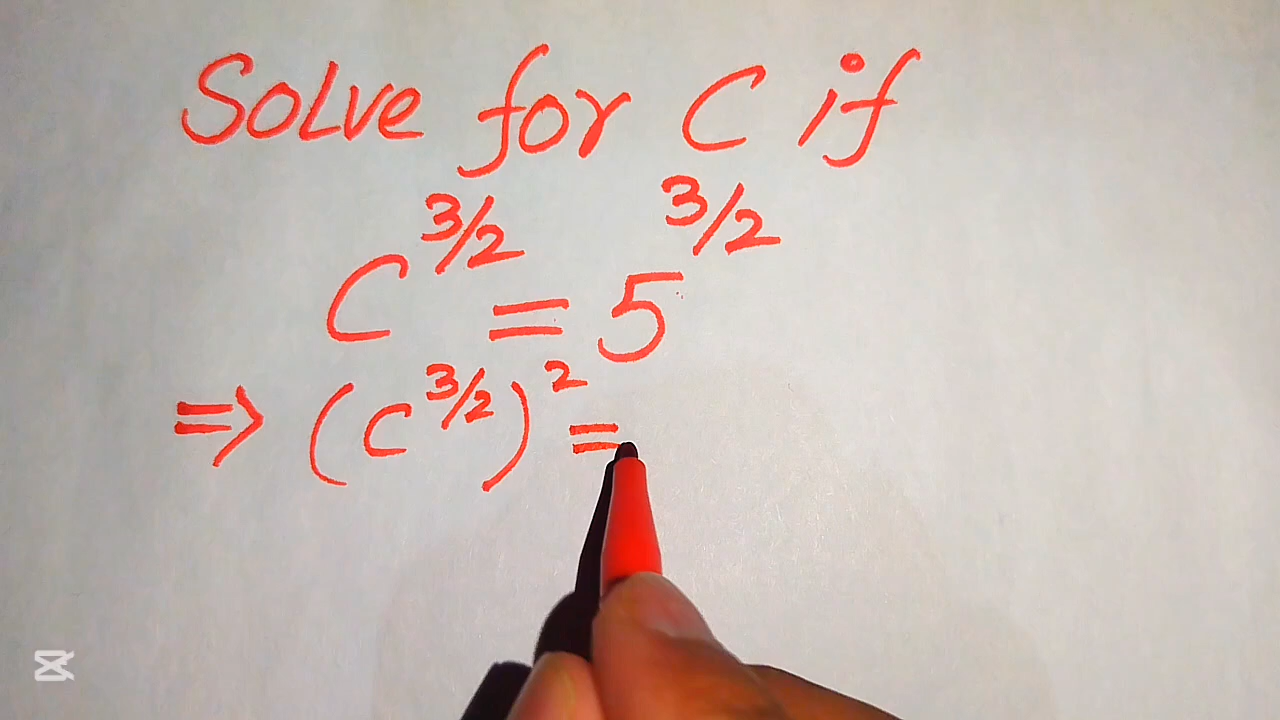 Solve for C if
C^3/2 = 5^3/2
⇒ (C^3/2)^2 =